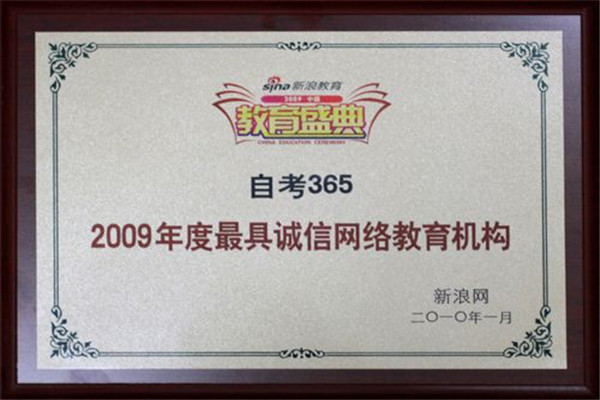 sina新浪教育
2009 中国
教育盛典
CHINA EDUCATION CEREMONY
自考365
2009年度最具诚信网络教育机构
新浪网
二〇一〇年一月